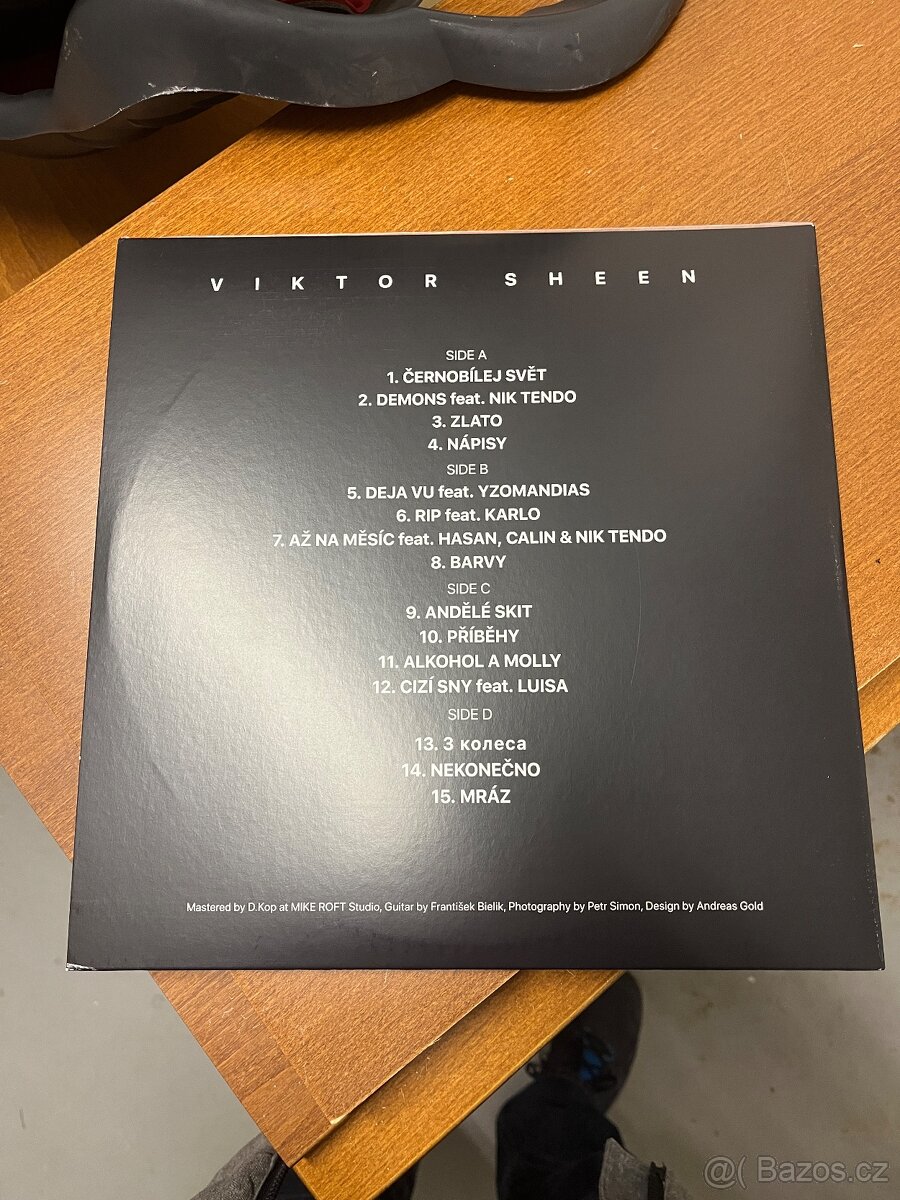 VIKTOR SHEEN
SIDE A
1. ČERNOBÍLEJ SVĚT
2. DEMONS feat. NIK TENDO
3. ZLATO
4. NÁPISY
SIDE B
5. DEJA VU feat. YZOMANDIAS
6. RIP feat. KARLO
7. AŽ NA MĚSÍC feat. HASAN, CALIN & NIK TENDO
8. BARVY
SIDE C
9. ANDĚLÉ SKIT
10. PŘÍBĚHY
11. ALKOHOL A MOLLY
12. CIZÍ SNY feat. LUISA
SIDE D
13. 3 колеса
14. NEKONEČNO
15. MRÁZ
Mastered by D.Kop at MIKE ROFT Studio, Guitar by František Bielik, Photography by Petr Simon, Design by Andreas Gold
@( Bazos.cz